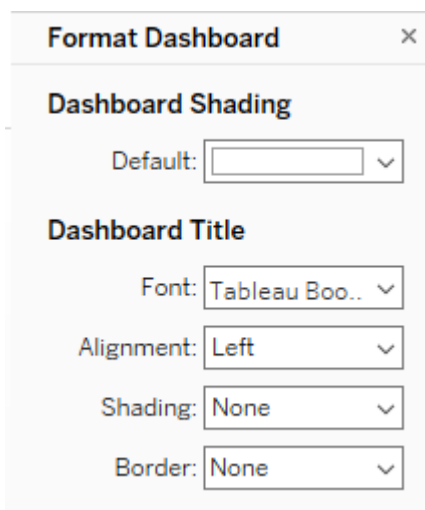 Format Dashboard ×
Dashboard Shading
Default:
Dashboard Title
Font: Tableau Boo..
Alignment: Left
Shading: None
Border: None